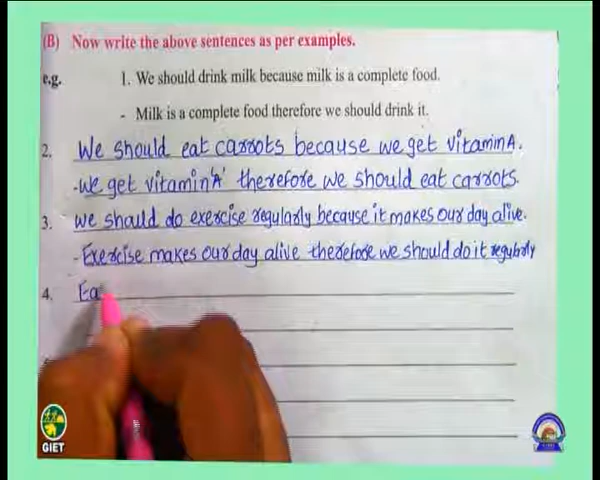 (B) Now write the above sentences as per examples.
e.g. 1. We should drink milk because milk is a complete food.
- Milk is a complete food therefore we should drink it.
2. We should eat carrots because we get vitamin A.
- We get vitamin 'A' therefore we should eat carrots.
3. We should do exercise regularly because it makes our day alive.
- Exercise makes our day alive therefore we should do it regularly
4. Ea
GIET